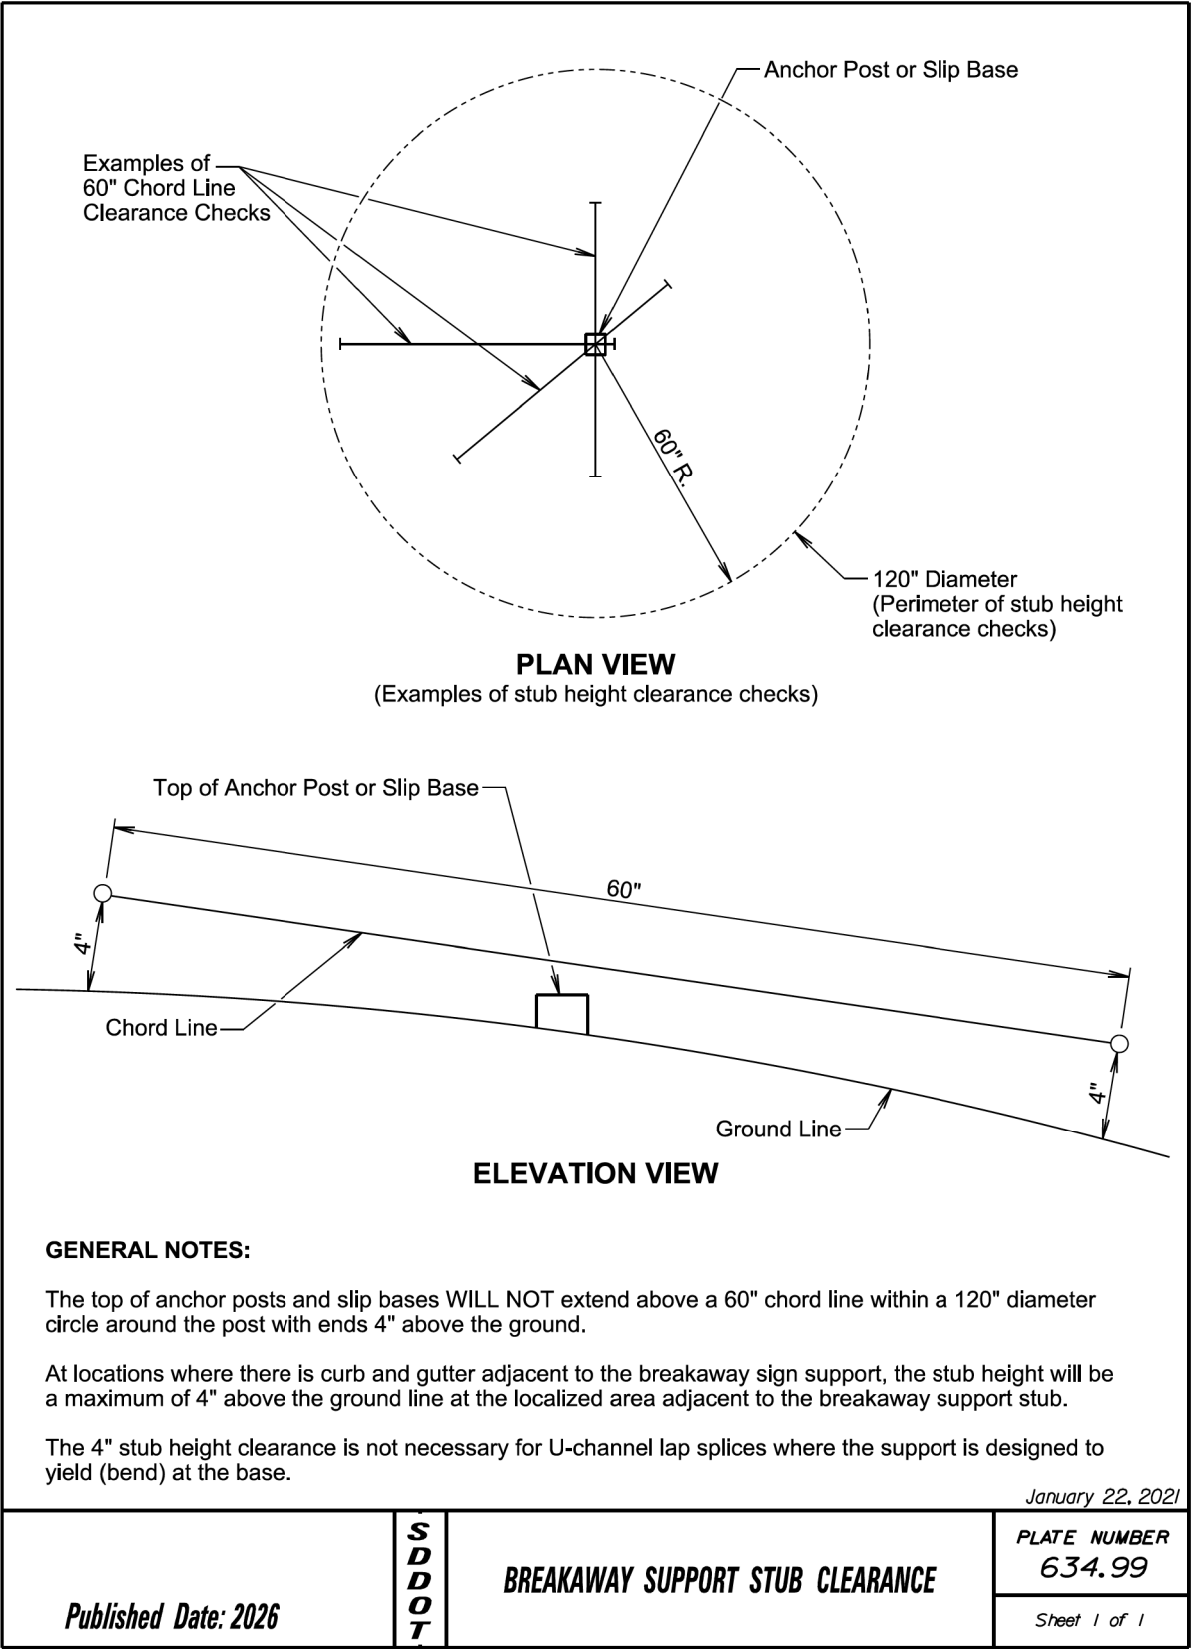 Anchor Post or Slip Base
Examples of
60" Chord Line
Clearance Checks
60" R.
120" Diameter
(Perimeter of stub height
clearance checks)
PLAN VIEW
(Examples of stub height clearance checks)
Top of Anchor Post or Slip Base
60"
4"
Chord Line
4"
Ground Line
ELEVATION VIEW
GENERAL NOTES:
The top of anchor posts and slip bases WILL NOT extend above a 60" chord line within a 120" diameter
circle around the post with ends 4" above the ground.
At locations where there is curb and gutter adjacent to the breakaway sign support, the stub height will be
a maximum of 4" above the ground line at the localized area adjacent to the breakaway support stub.
The 4" stub height clearance is not necessary for U-channel lap splices where the support is designed to
yield (bend) at the base.
January 22, 2021
Published Date: 2026
SDDOT
BREAKAWAY SUPPORT STUB CLEARANCE
PLATE NUMBER
634.99
Sheet 1 of 1